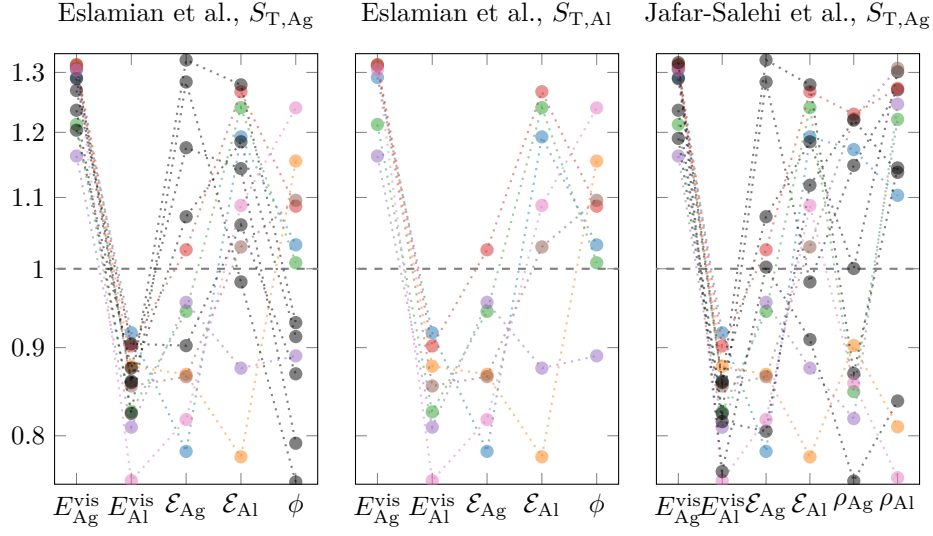 Eslamian et al., S_T,Ag
Eslamian et al., S_T,Al
Jafar-Salehi et al., S_T,Ag
1.3
1.2
1.1
1
0.9
0.8
E_Ag^vis E_Al^vis ℰ_Ag ℰ_Al ϕ
E_Ag^vis E_Al^vis ℰ_Ag ℰ_Al ϕ
E_Ag^vis E_Al^vis ℰ_Ag ℰ_Al ρ_Ag ρ_Al